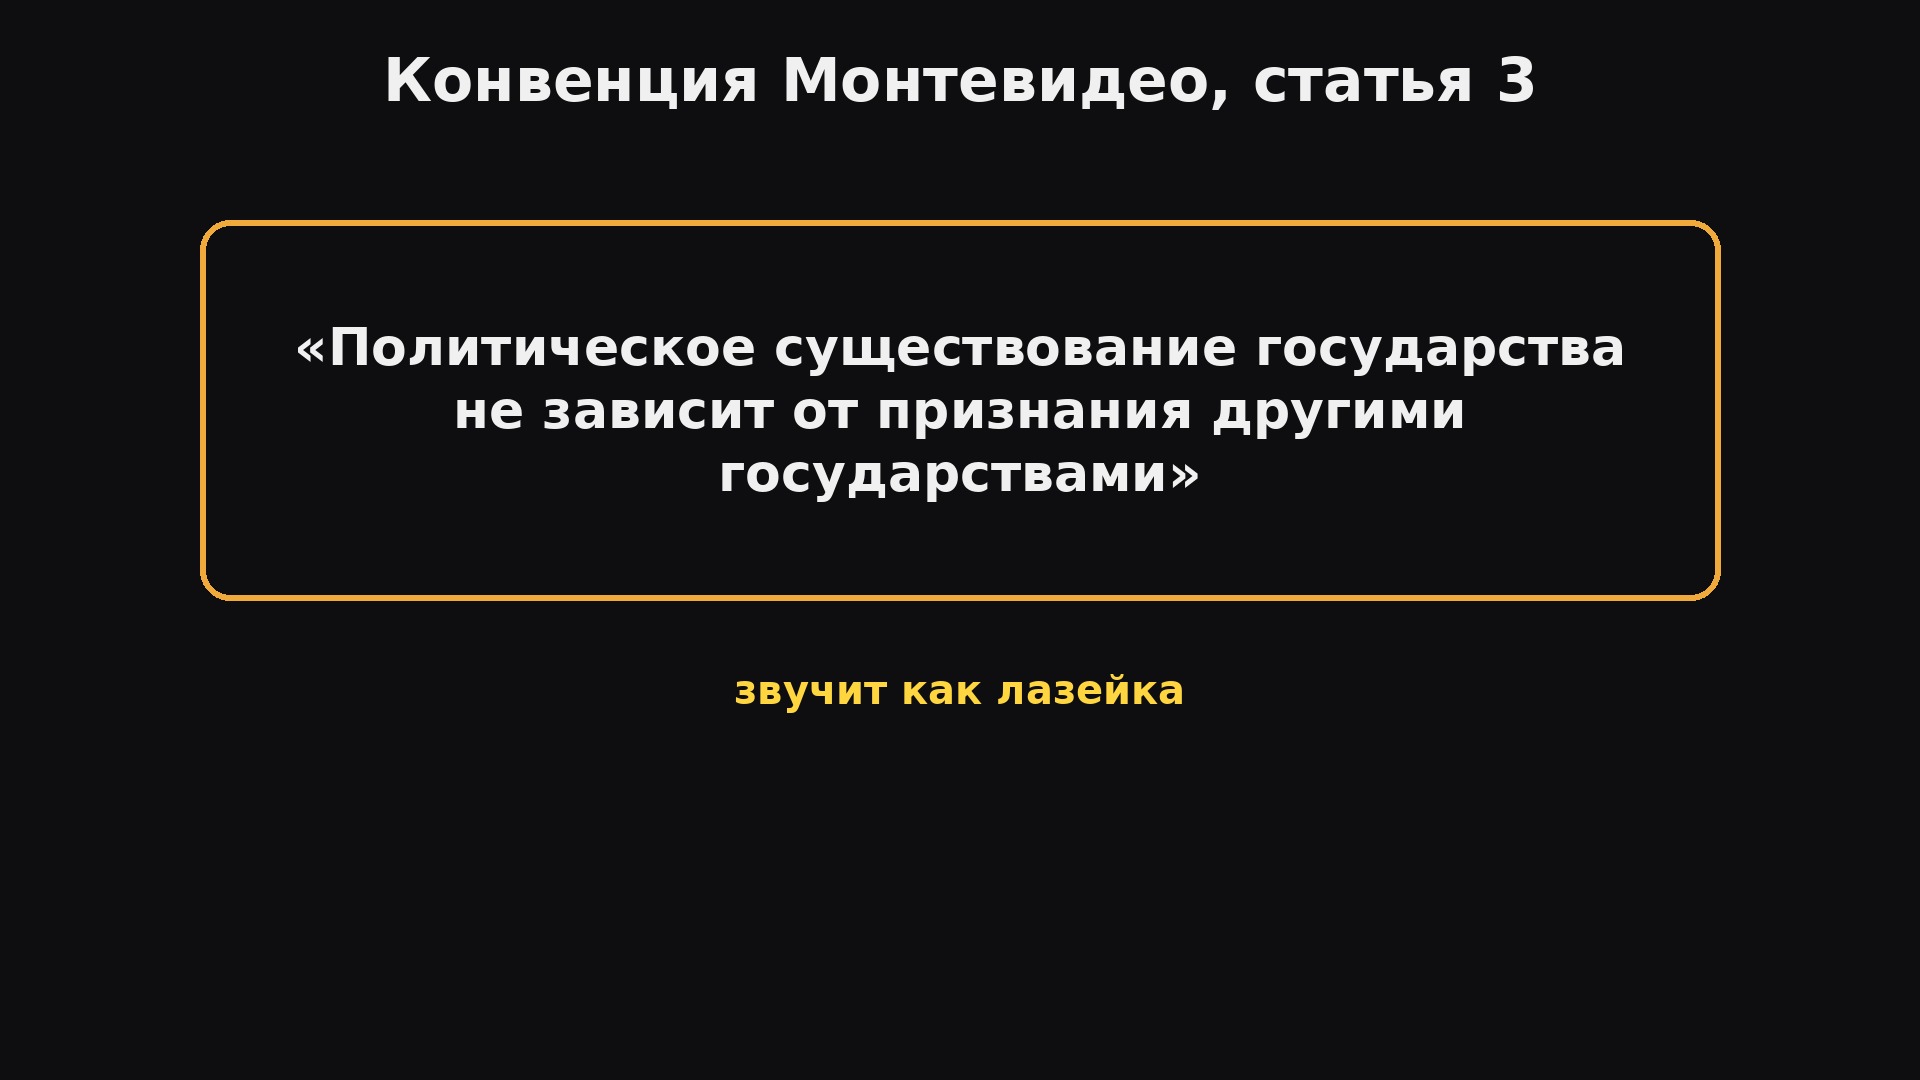 Конвенция Монтевидео, статья 3
«Политическое существование государства
не зависит от признания другими
государствами»
звучит как лазейка